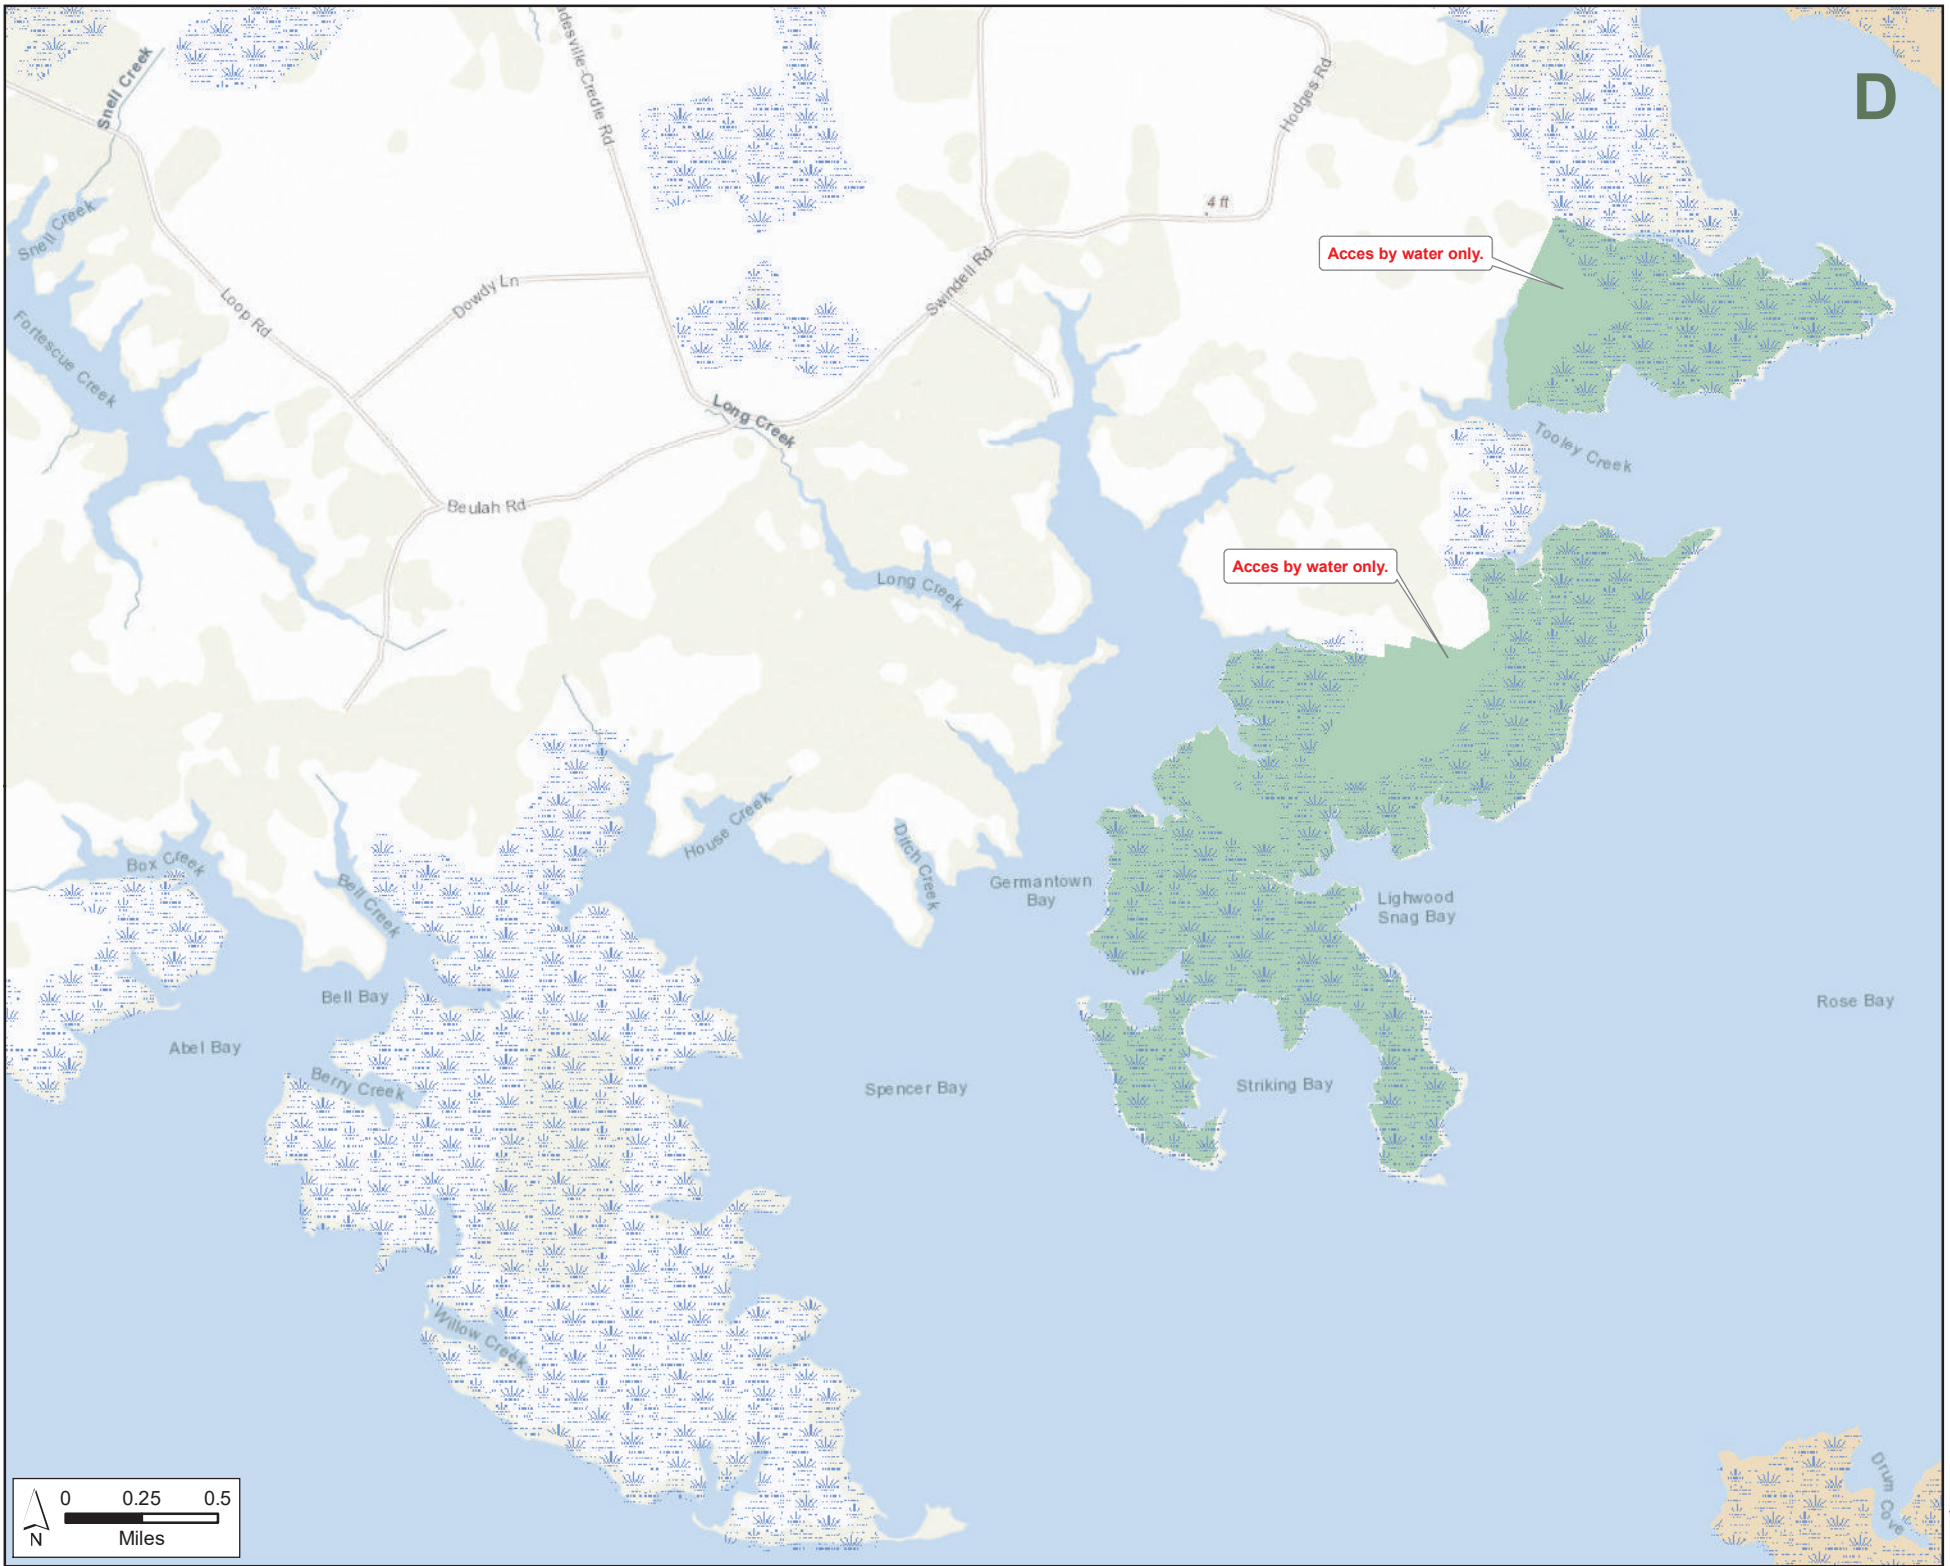 Snell Creek
adesville-Credle Rd
Hodges Rd
D
Snell Creek
4 ft
Acces by water only.
Loop Rd
Dowdy Ln
Swindell Rd
Fortescue Creek
Long Creek
Tooley Creek
Beulah Rd
Long Creek
Acces by water only.
House Creek
Ditch Creek
Box Creek
Bell Creek
Germantown
Bay
Lighwood
Snag Bay
Bell Bay
Rose Bay
Abel Bay
Berry Creek
Spencer Bay
Striking Bay
Willow Creek
Drum Cove
0 0.25 0.5
N
Miles